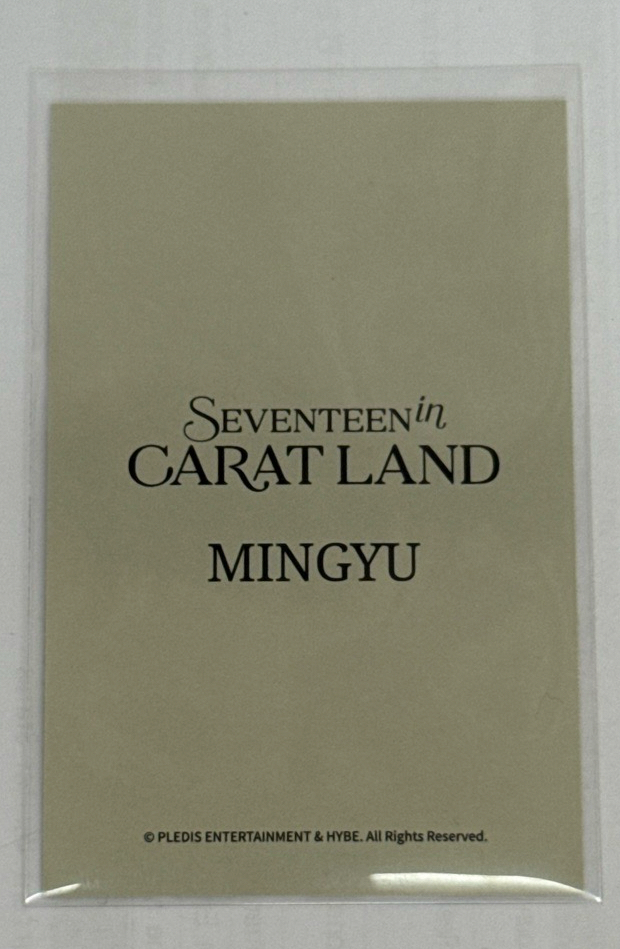 SEVENTEEN in
CARAT LAND
MINGYU
© PLEDIS ENTERTAINMENT & HYBE. All Rights Reserved.